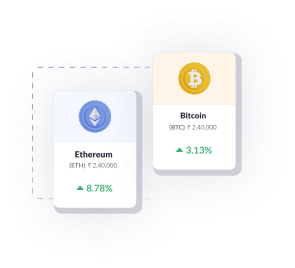 Bitcoin
(BTC) ₹ 2,40,000
▲ 3.13%
Ethereum
(ETH) ₹ 2,40,000
▲ 8.78%